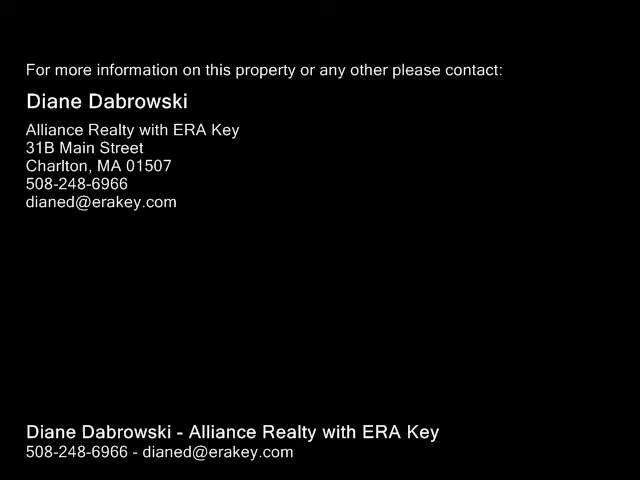 For more information on this property or any other please contact:
Diane Dabrowski
Alliance Realty with ERA Key
31B Main Street
Charlton, MA 01507
508-248-6966
dianed@erakey.com
Diane Dabrowski - Alliance Realty with ERA Key
508-248-6966 - dianed@erakey.com